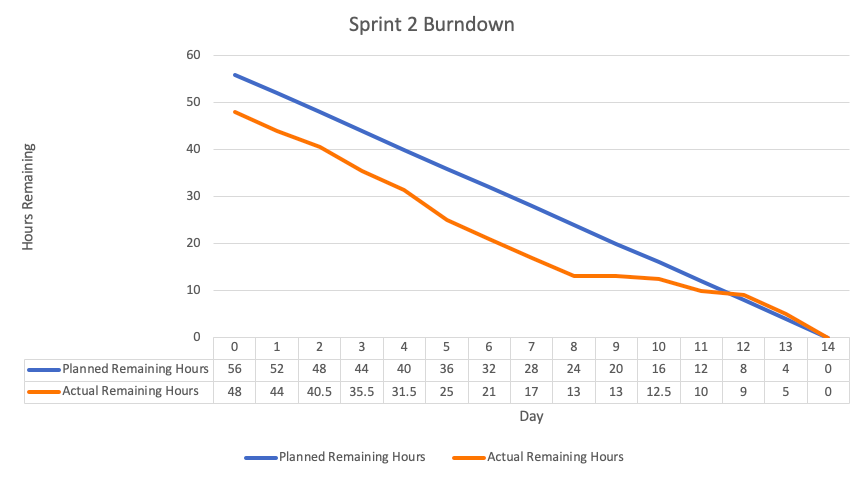 Sprint 2 Burndown
60
50
40
30
20
10
0
Hours Remaining
0 1 2 3 4 5 6 7 8 9 10 11 12 13 14
Planned Remaining Hours 56 52 48 44 40 36 32 28 24 20 16 12 8 4 0
Actual Remaining Hours 48 44 40.5 35.5 31.5 25 21 17 13 13 12.5 10 9 5 0
Day
Planned Remaining Hours Actual Remaining Hours